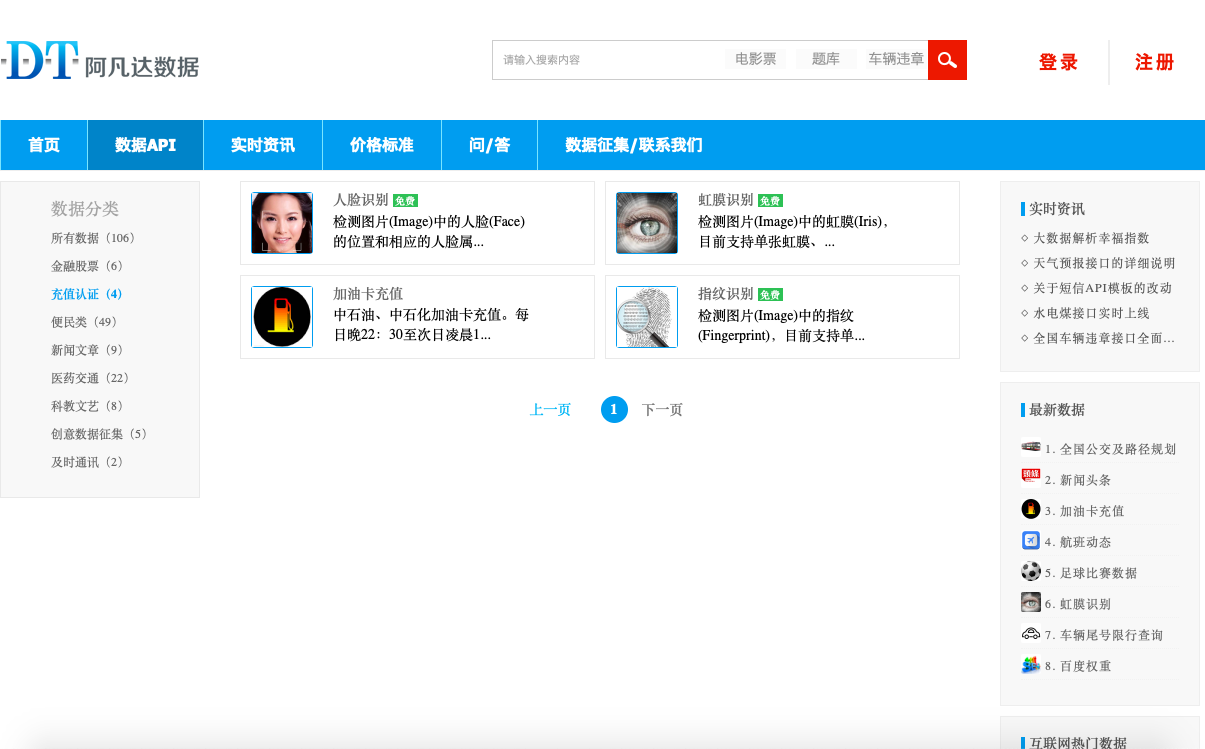 DT 阿凡达数据
请输入搜索内容 电影票 题库 车辆违章
登录 注册
首页 数据API 实时资讯 价格标准 问/答 数据征集/联系我们
数据分类
所有数据（106）
金融股票（6）
充值认证（4）
便民类（49）
新闻文章（9）
医药交通（22）
科教文艺（8）
创意数据征集（5）
及时通讯（2）
人脸识别 免费
检测图片(Image)中的人脸(Face)
的位置和相应的人脸属...
虹膜识别 免费
检测图片(Image)中的虹膜(Iris)，
目前支持单张虹膜、...
加油卡充值
中石油、中石化加油卡充值。每
日晚22：30至次日凌晨1...
指纹识别 免费
检测图片(Image)中的指纹
(Fingerprint)，目前支持单...
上一页 1 下一页
实时资讯
大数据解析幸福指数
天气预报接口的详细说明
关于短信API模板的改动
水电煤接口实时上线
全国车辆违章接口全面...
最新数据
1. 全国公交及路径规划
2. 新闻头条
3. 加油卡充值
4. 航班动态
5. 足球比赛数据
6. 虹膜识别
7. 车辆尾号限行查询
8. 百度权重
互联网热门数据